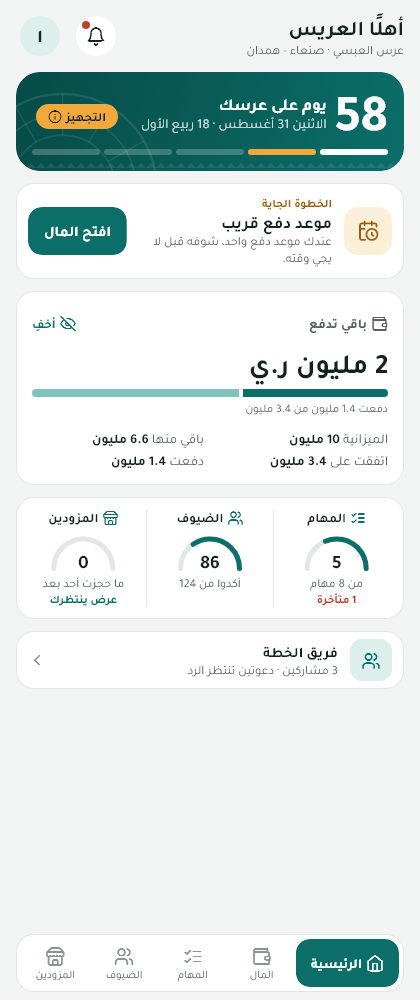 أهلًا العريس
عرس العبسي · صنعاء - همدان
ا
58
يوم على عرسك
الاثنين 31 أغسطس · 18 ربيع الأول
التجهيز
الخطوة الجاية
موعد دفع قريب
عندك موعد دفع واحد، شوفه قبل لا
يجي وقته.
افتح المال
باقي تدفع
أخفِ
2 مليون ر.ي
دفعت 1.4 مليون من 3.4 مليون
الميزانية 10 مليون
باقي منها 6.6 مليون
اتفقت على 3.4 مليون
دفعت 1.4 مليون
المهام
5
من 8 مهام
1 متأخرة
الضيوف
86
أكدوا من 124
المزودين
0
ما حجزت أحد بعد
عرض ينتظرك
فريق الخطة
3 مشاركين · دعوتين تنتظر الرد
الرئيسية
المال
المهام
الضيوف
المزودين